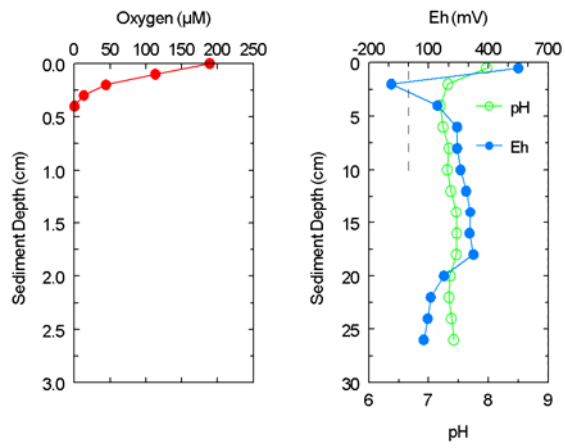 Oxygen (µM)
0 50 100 150 200 250
0.0
0.5
1.0
1.5
2.0
2.5
3.0
Sediment Depth (cm)
Eh (mV)
-200 100 400 700
0
5
10
15
20
25
30
Sediment Depth (cm)
pH
Eh
6 7 8 9
pH